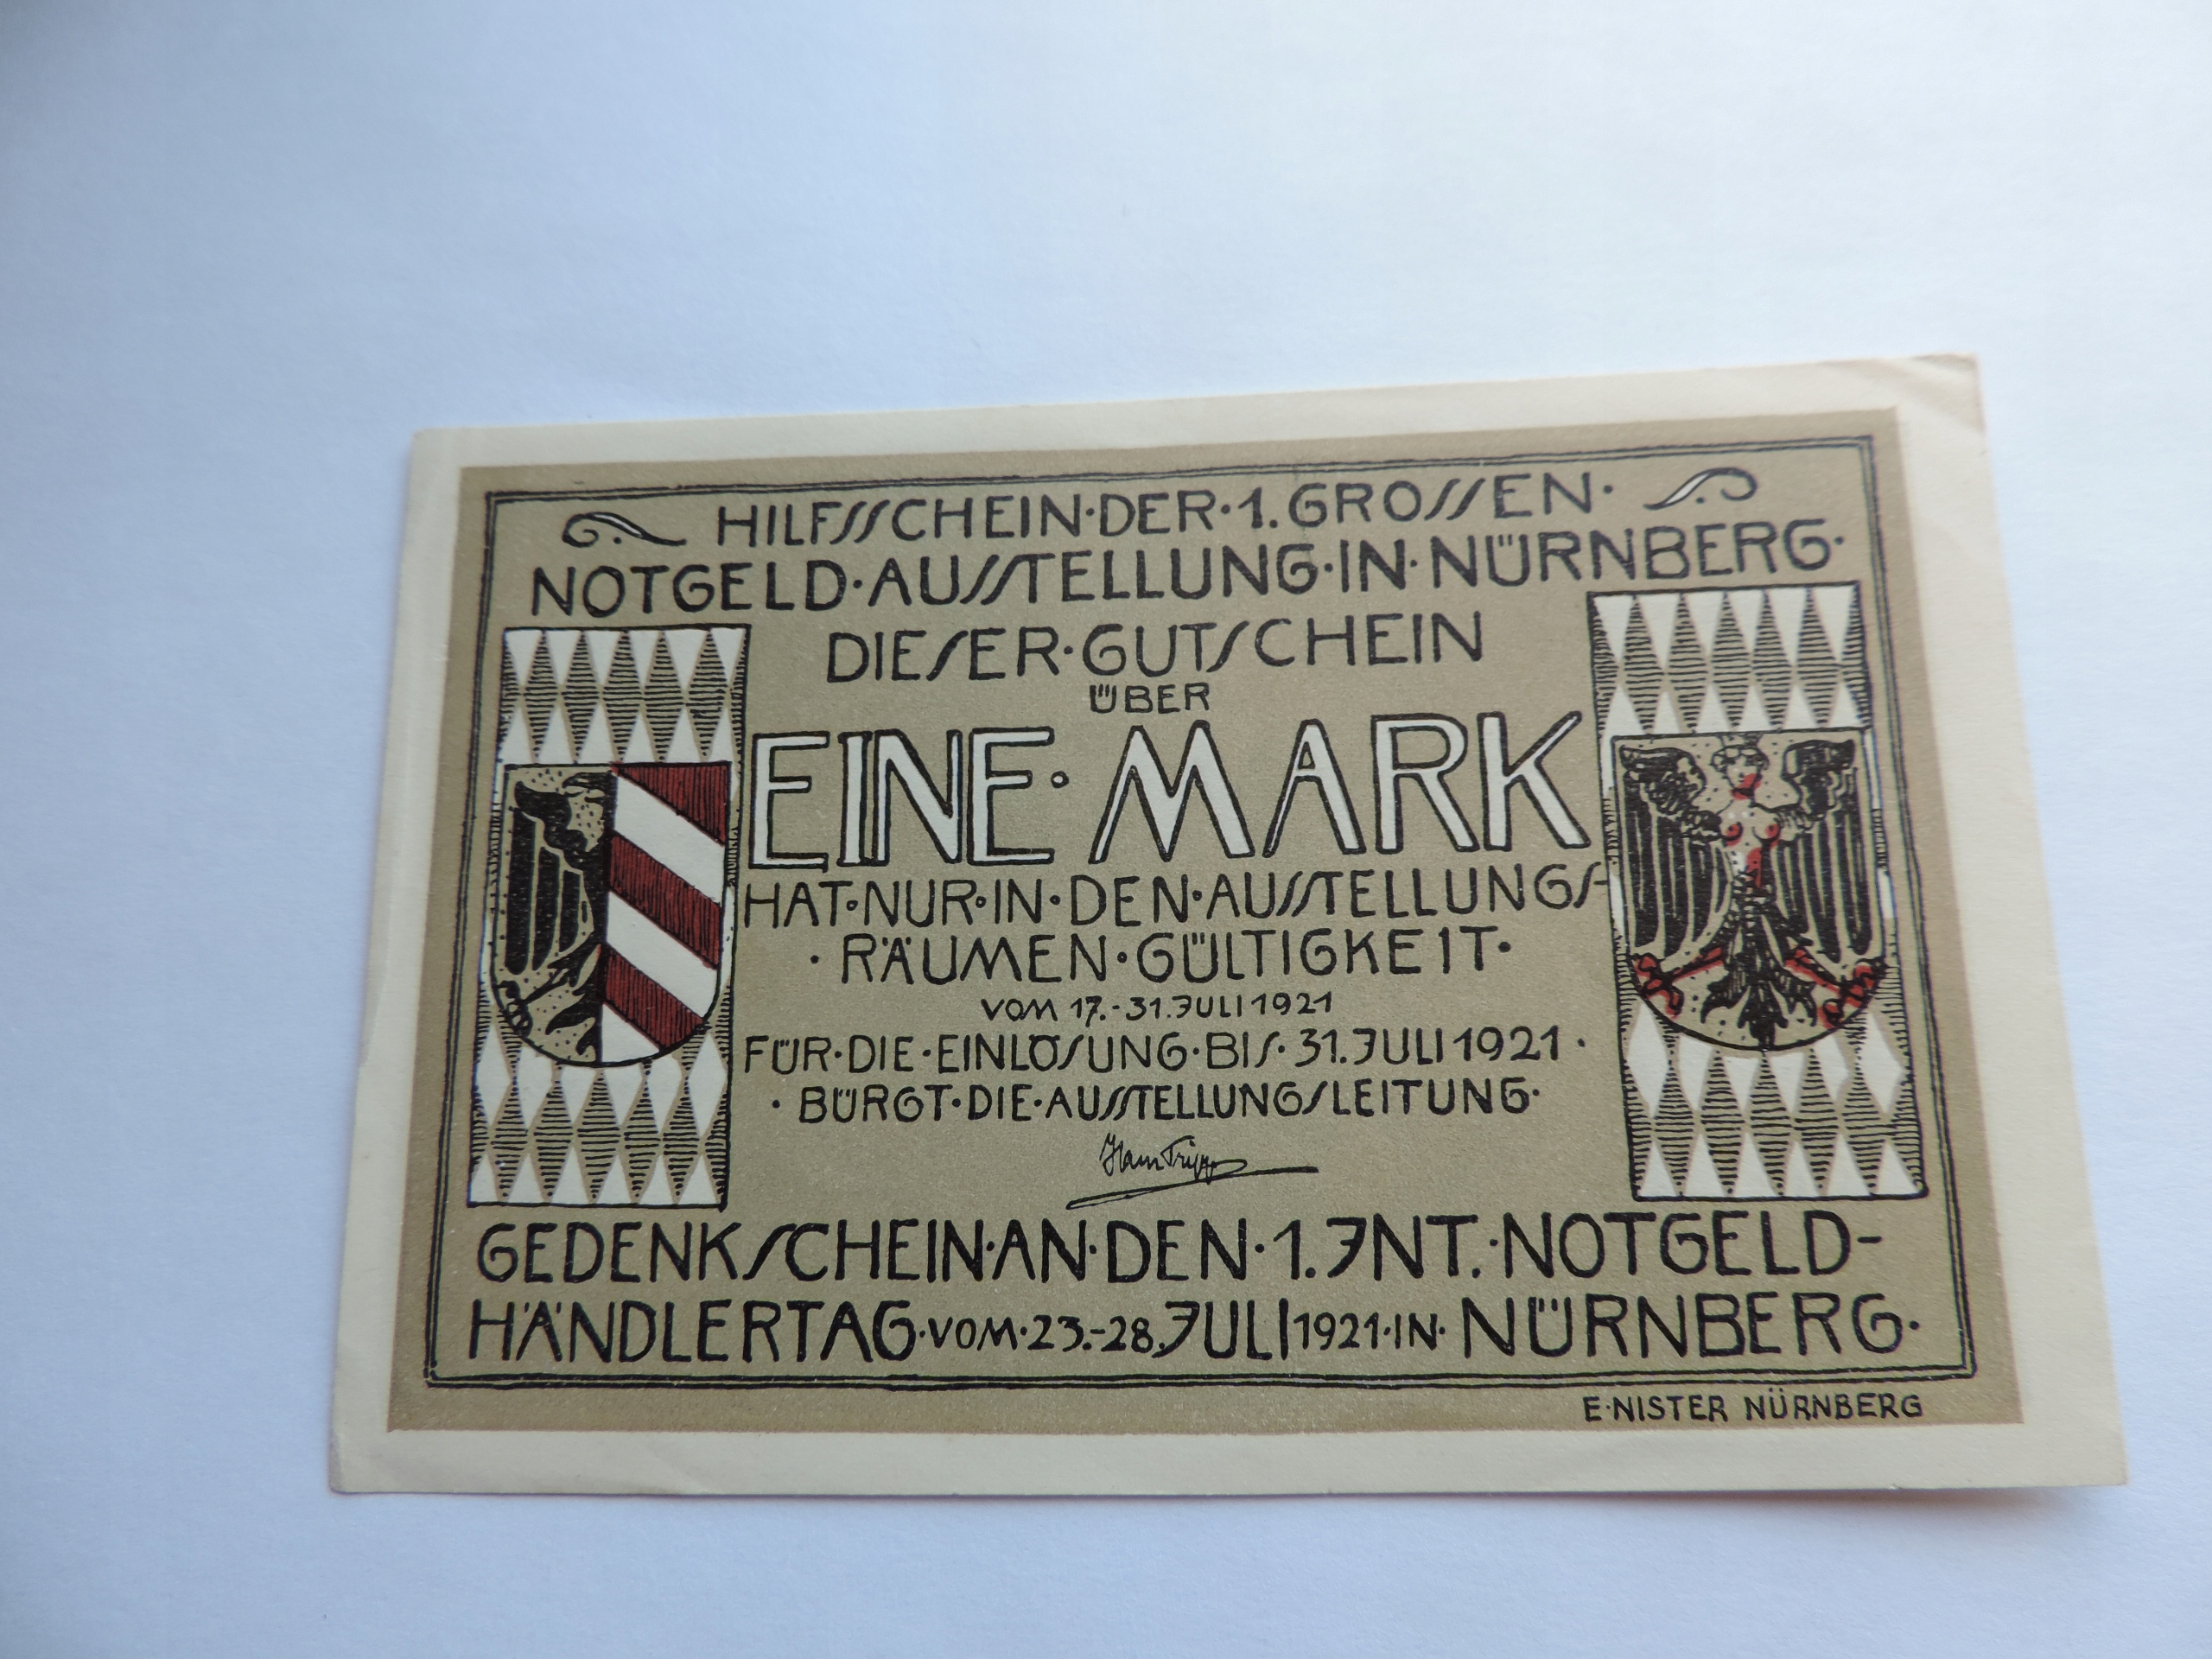 HILFSSCHEIN·DER·1.GROSSEN·
NOTGELD·AUSSTELLUNG·IN·NÜRNBERG·
DIESER·GUTSCHEIN
ÜBER
EINE·MARK
HAT·NUR·IN·DEN·AUSSTELLUNGS-
·RÄUMEN·GÜLTIGKEIT·
VOM 17.-31.JULI 1921
FÜR·DIE·EINLÖSUNG·BIS·31.JULI 1921·
·BÜRGT·DIE·AUSSTELLUNGSLEITUNG·
Hans Tripp
GEDENKSCHEIN·AN·DEN·1.INT.·NOTGELD-
HÄNDLERTAG·VOM·23.-28.JULI 1921·IN·NÜRNBERG·
E·NISTER NÜRNBERG